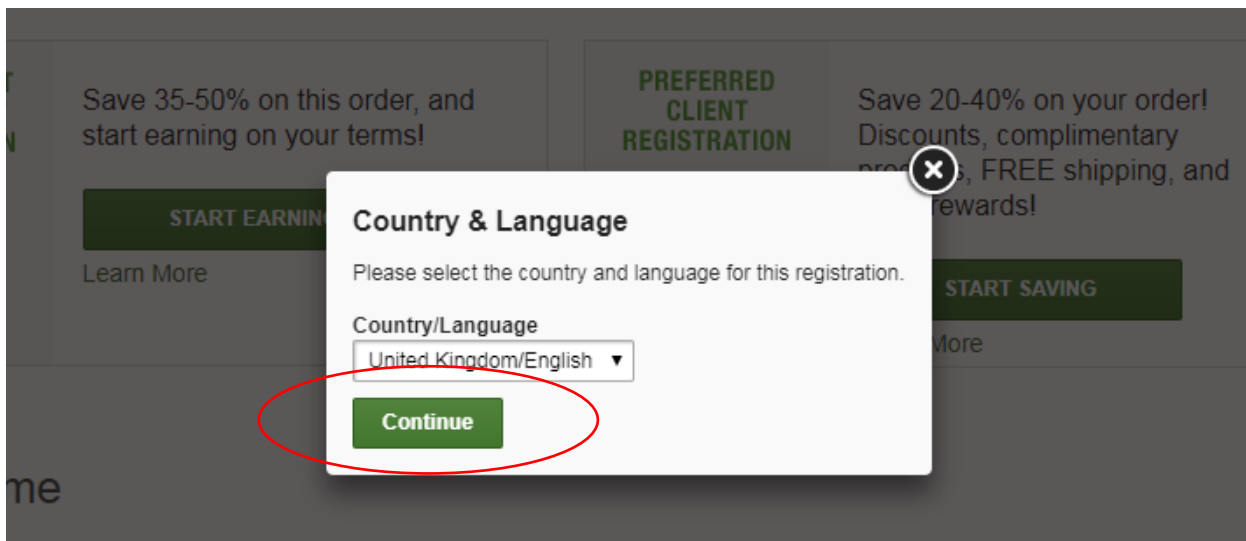 Save 35-50% on this order, and
start earning on your terms!
START EARNING
Learn More
PREFERRED
CLIENT
REGISTRATION
Save 20-40% on your order!
Discounts, complimentary
FREE shipping, and
rewards!
START SAVING
More
Country & Language
Please select the country and language for this registration.
Country/Language
United Kingdom/English
Continue
me